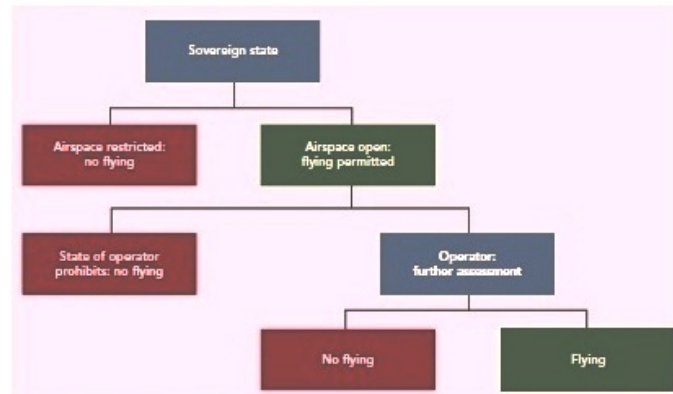 Sovereign state
Airspace restricted:
no flying
Airspace open:
flying permitted
State of operator
prohibits: no flying
Operator:
further assessment
No flying
Flying